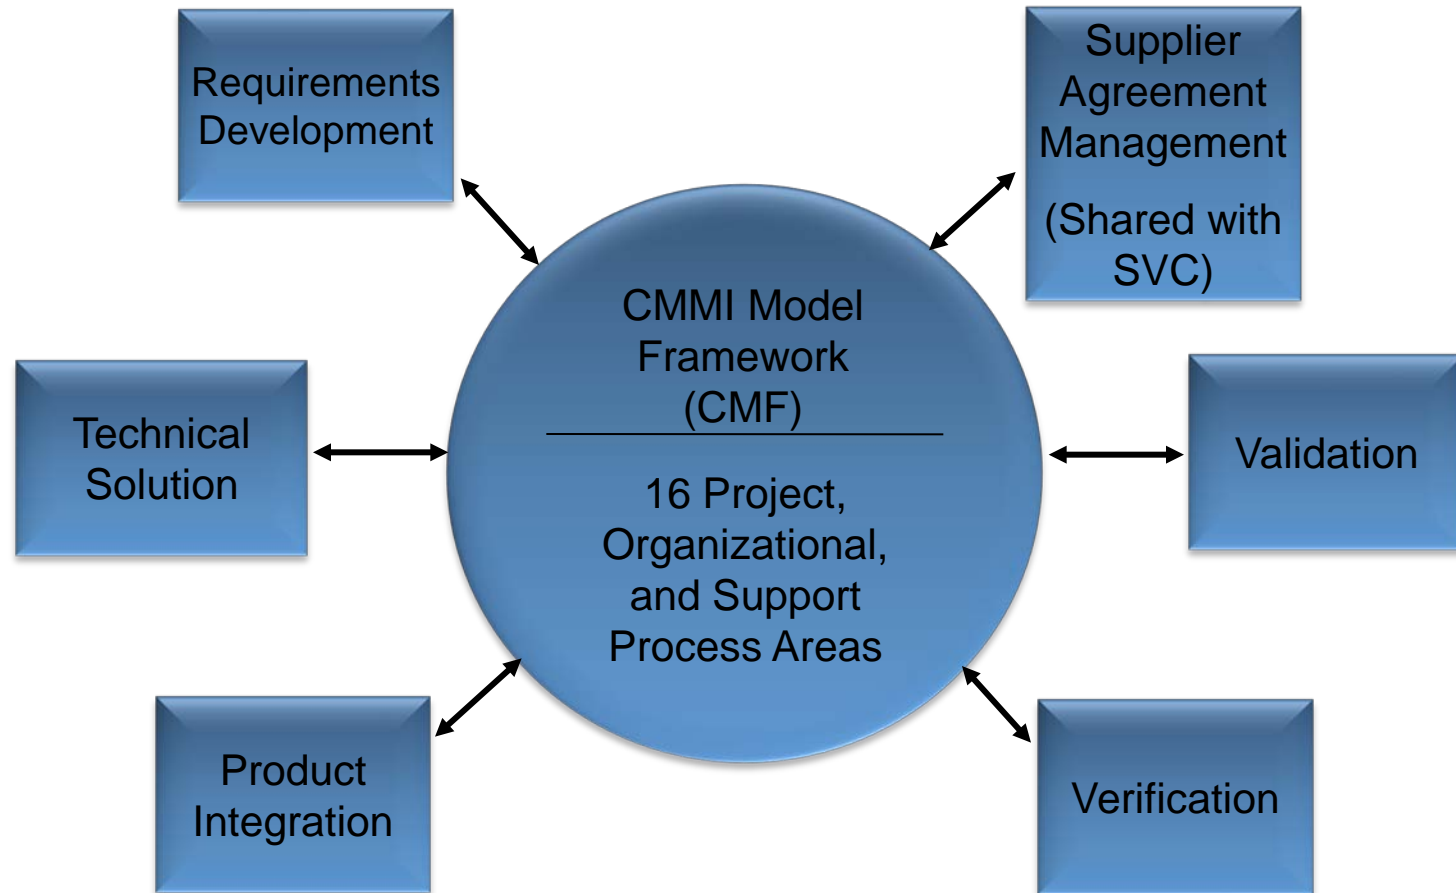 Requirements
Development
Supplier
Agreement
Management
(Shared with
SVC)
CMMI Model
Framework
(CMF)
16 Project,
Organizational,
and Support
Process Areas
Technical
Solution
Validation
Product
Integration
Verification